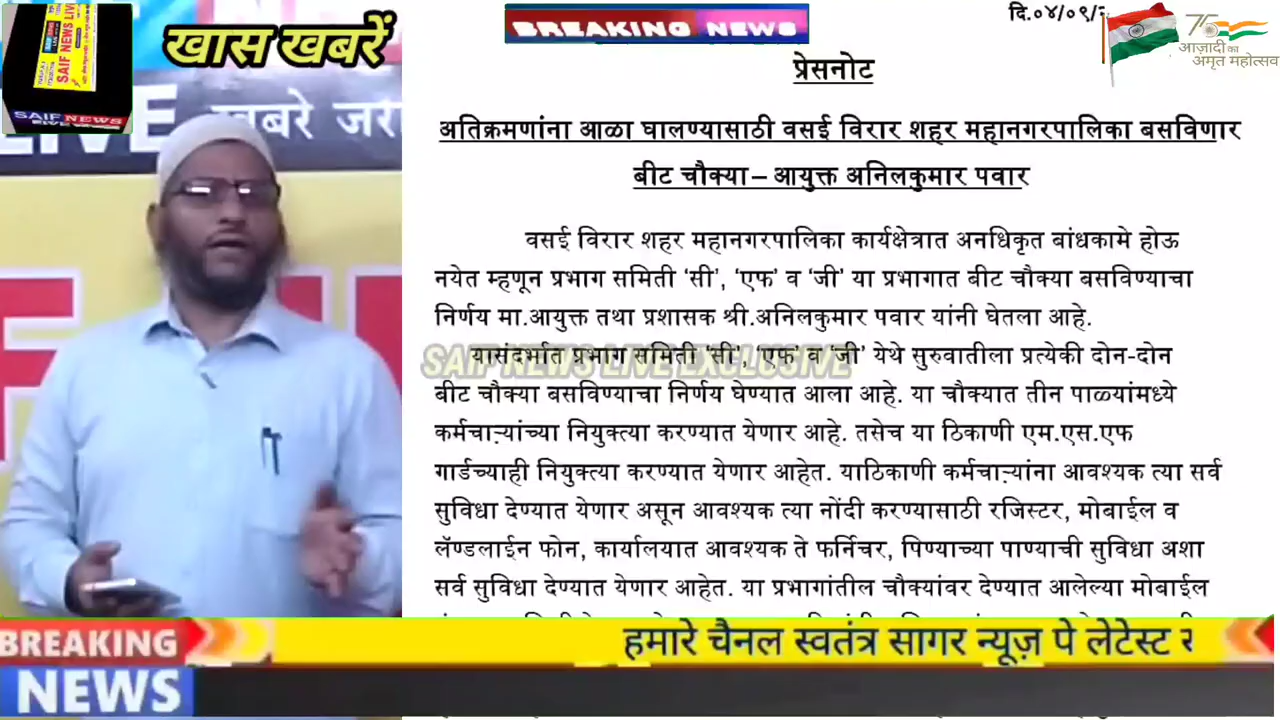 SAIF NEWS LIVE
SAIF NEWS
खास खबरें
BREAKING NEWS
दि.०४/०९/
आज़ादी का
अमृत महोत्सव
खबरे जरा
प्रेसनोट
अतिक्रमणांना आळा घालण्यासाठी वसई विरार शहर महानगरपालिका बसविणार
बीट चौक्या – आयुक्त अनिलकुमार पवार
वसई विरार शहर महानगरपालिका कार्यक्षेत्रात अनधिकृत बांधकामे होऊ
नयेत म्हणून प्रभाग समिती ‘सी’, ‘एफ’ व ‘जी’ या प्रभागात बीट चौक्या बसविण्याचा
निर्णय मा.आयुक्त तथा प्रशासक श्री.अनिलकुमार पवार यांनी घेतला आहे.
यासंदर्भात प्रभाग समिती ‘सी’, ‘एफ’ व ‘जी’ येथे सुरुवातीला प्रत्येकी दोन-दोन
SAIF NEWS LIVE EXCLUSIVE
बीट चौक्या बसविण्याचा निर्णय घेण्यात आला आहे. या चौक्यात तीन पाळ्यांमध्ये
कर्मचाऱ्यांच्या नियुक्त्या करण्यात येणार आहे. तसेच या ठिकाणी एम.एस.एफ
गार्डच्याही नियुक्त्या करण्यात येणार आहेत. याठिकाणी कर्मचाऱ्यांना आवश्यक त्या सर्व
सुविधा देण्यात येणार असून आवश्यक त्या नोंदी करण्यासाठी रजिस्टर, मोबाईल व
लॅण्डलाईन फोन, कार्यालयात आवश्यक ते फर्निचर, पिण्याच्या पाण्याची सुविधा अशा
सर्व सुविधा देण्यात येणार आहेत. या प्रभागांतील चौक्यांवर देण्यात आलेल्या मोबाईल
BREAKING
NEWS
हमारे चैनल स्वतंत्र सागर न्यूज़ पे लेटेस्ट